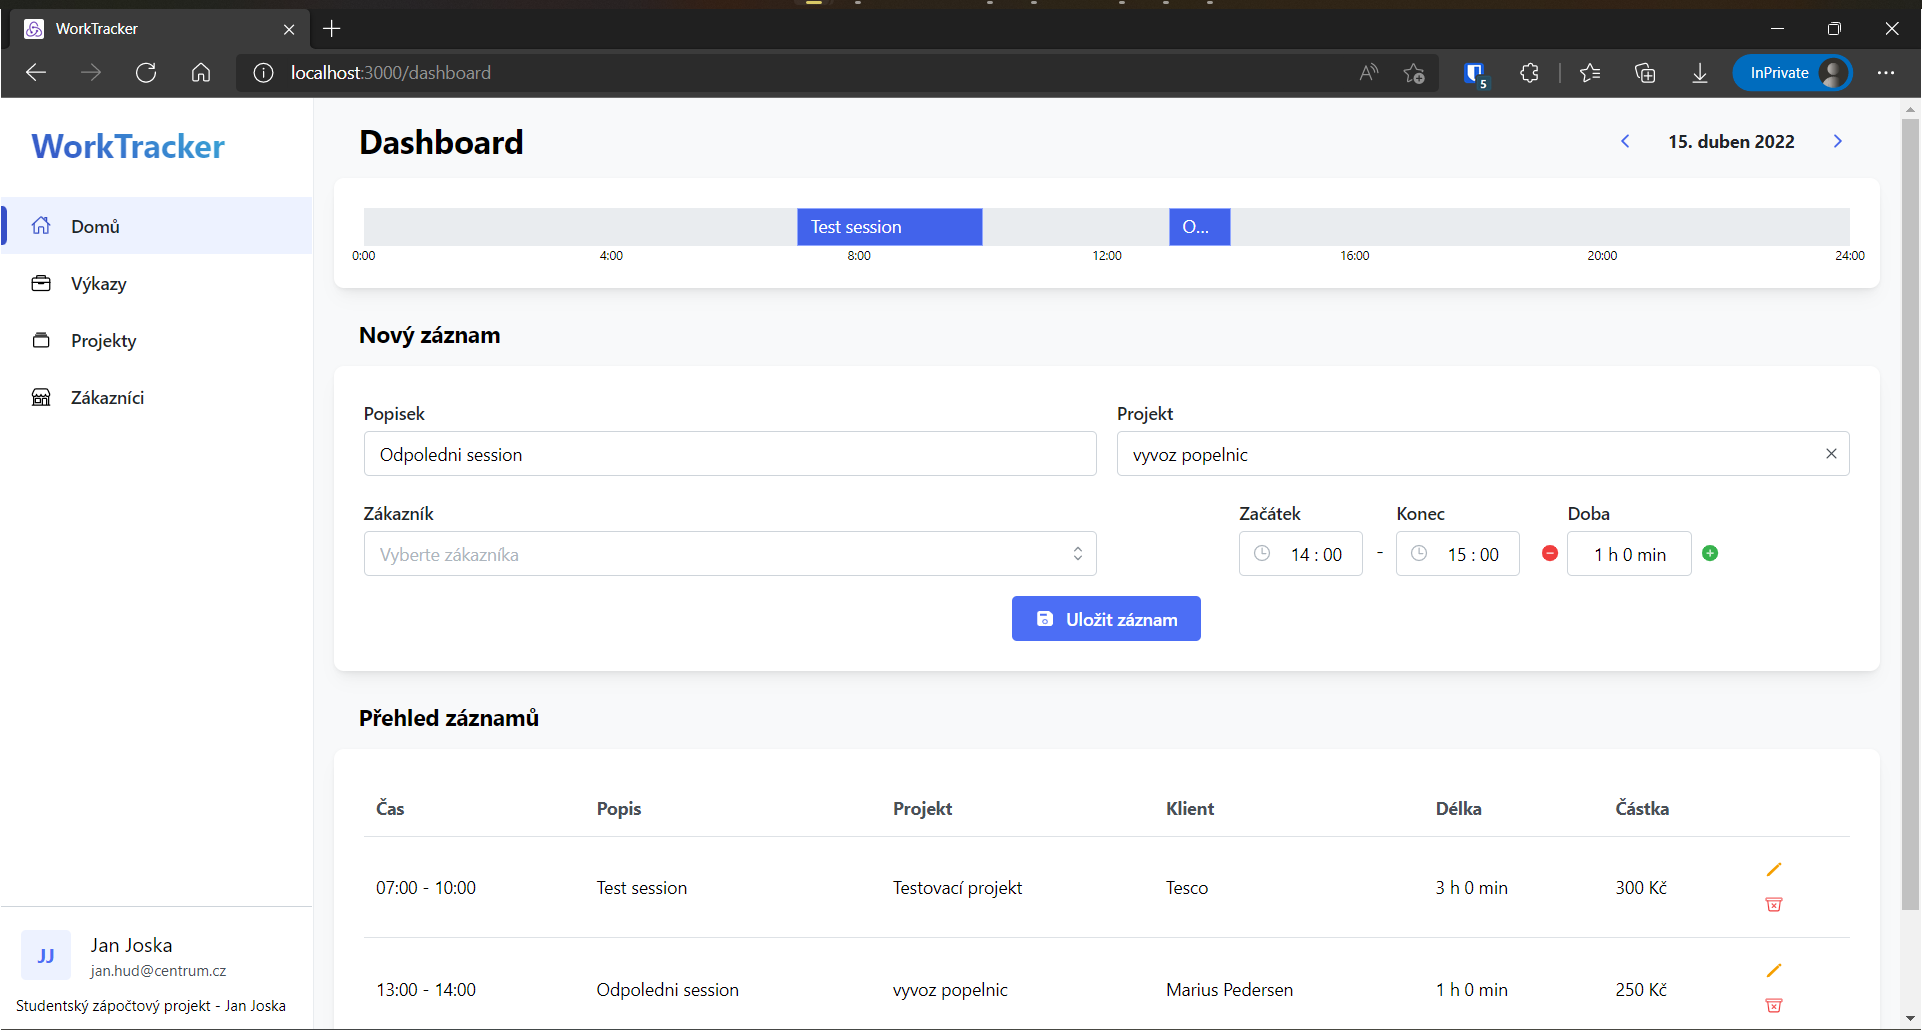 WorkTracker
localhost:3000/dashboard
5
InPrivate
WorkTracker
Domů
Výkazy
Projekty
Zákazníci
JJ
Jan Joska
jan.hud@centrum.cz
Studentský zápočtový projekt - Jan Joska
Dashboard
15. duben 2022
Test session
O...
0:00 4:00 8:00 12:00 16:00 20:00 24:00
Nový záznam
Popisek Projekt
Odpoledni session vyvoz popelnic
Zákazník Začátek Konec Doba
Vyberte zákazníka 14 : 00 - 15 : 00 1 h 0 min
Uložit záznam
Přehled záznamů
Čas Popis Projekt Klient Délka Částka
07:00 - 10:00 Test session Testovací projekt Tesco 3 h 0 min 300 Kč
13:00 - 14:00 Odpoledni session vyvoz popelnic Marius Pedersen 1 h 0 min 250 Kč